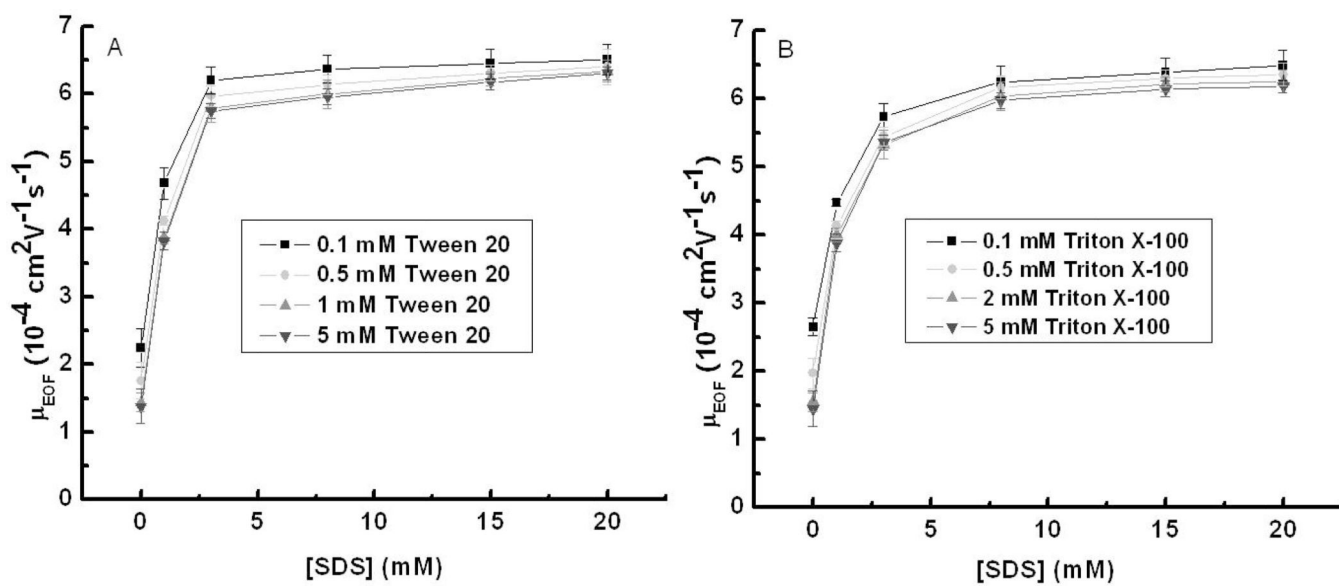 A
7
6
5
4
3
2
1
0
μEOF (10-4 cm2V-1s-1)
0.1 mM Tween 20
0.5 mM Tween 20
1 mM Tween 20
5 mM Tween 20
0 5 10 15 20
[SDS] (mM)
B
7
6
5
4
3
2
1
0
μEOF (10-4 cm2V-1s-1)
0.1 mM Triton X-100
0.5 mM Triton X-100
2 mM Triton X-100
5 mM Triton X-100
0 5 10 15 20
[SDS] (mM)